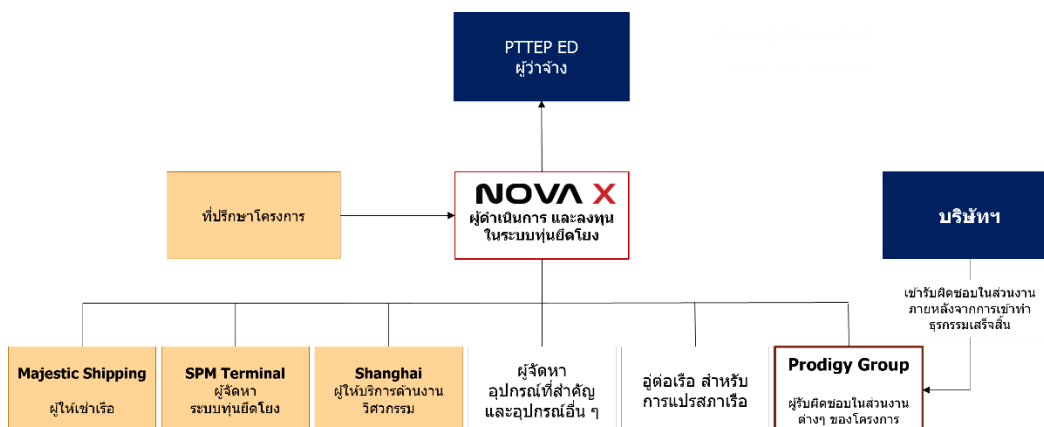 PTTEP ED
ผู้ว่าจ้าง
ที่ปรึกษาโครงการ
NOVA X
ผู้ดำเนินการ และลงทุน
ในระบบทุ่นยึดโยง
บริษัทฯ
เข้ารับผิดชอบในส่วนงาน
ภายหลังจากการเข้าทำ
ธุรกรรมเสร็จสิ้น
Majestic Shipping
ผู้ให้เช่าเรือ
SPM Terminal
ผู้จัดหา
ระบบทุ่นยึดโยง
Shanghai
ผู้ให้บริการด้านงาน
วิศวกรรม
ผู้จัดหา
อุปกรณ์ที่สำคัญ
และอุปกรณ์อื่น ๆ
อู่ต่อเรือ สำหรับ
การแปรสภาเรือ
Prodigy Group
ผู้รับผิดชอบในส่วนงาน
ต่างๆ ของโครงการ